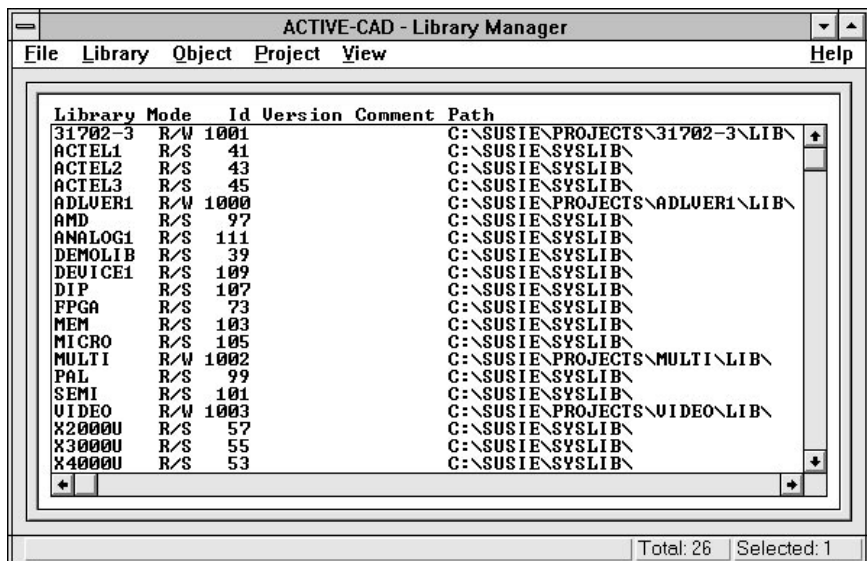 ACTIVE-CAD - Library Manager
File Library Object Project View Help
Library Mode Id Version Comment Path
31702-3 R/W 1001 C:\SUSIE\PROJECTS\31702-3\LIB\
ACTEL1 R/S 41 C:\SUSIE\SYSLIB\
ACTEL2 R/S 43 C:\SUSIE\SYSLIB\
ACTEL3 R/S 45 C:\SUSIE\SYSLIB\
ADLVER1 R/W 1000 C:\SUSIE\PROJECTS\ADLVER1\LIB\
AMD R/S 97 C:\SUSIE\SYSLIB\
ANALOG1 R/S 111 C:\SUSIE\SYSLIB\
DEMOLIB R/S 39 C:\SUSIE\SYSLIB\
DEVICE1 R/S 109 C:\SUSIE\SYSLIB\
DIP R/S 107 C:\SUSIE\SYSLIB\
FPGA R/S 73 C:\SUSIE\SYSLIB\
MEM R/S 103 C:\SUSIE\SYSLIB\
MICRO R/S 105 C:\SUSIE\SYSLIB\
MULTI R/W 1002 C:\SUSIE\PROJECTS\MULTI\LIB\
PAL R/S 99 C:\SUSIE\SYSLIB\
SEMI R/S 101 C:\SUSIE\SYSLIB\
VIDEO R/W 1003 C:\SUSIE\PROJECTS\VIDEO\LIB\
X2000U R/S 57 C:\SUSIE\SYSLIB\
X3000U R/S 55 C:\SUSIE\SYSLIB\
X4000U R/S 53 C:\SUSIE\SYSLIB\
Total: 26 Selected: 1